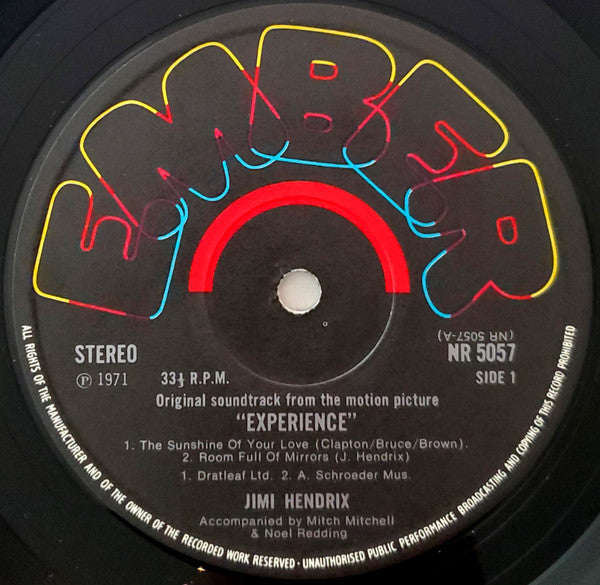 EMBER
STEREO
℗ 1971
33⅓ R.P.M.
(NR 5057-A)
NR 5057
SIDE 1
Original soundtrack from the motion picture
"EXPERIENCE"
1. The Sunshine Of Your Love (Clapton/Bruce/Brown).
2. Room Full Of Mirrors (J. Hendrix)
1. Dratleaf Ltd. 2. A. Schroeder Mus.
JIMI HENDRIX
Accompanied by Mitch Mitchell
& Noel Redding
ALL RIGHTS OF THE MANUFACTURER AND OF THE OWNER OF THE RECORDED WORK RESERVED · UNAUTHORISED PUBLIC PERFORMANCE BROADCASTING AND COPYING OF THIS RECORD PROHIBITED